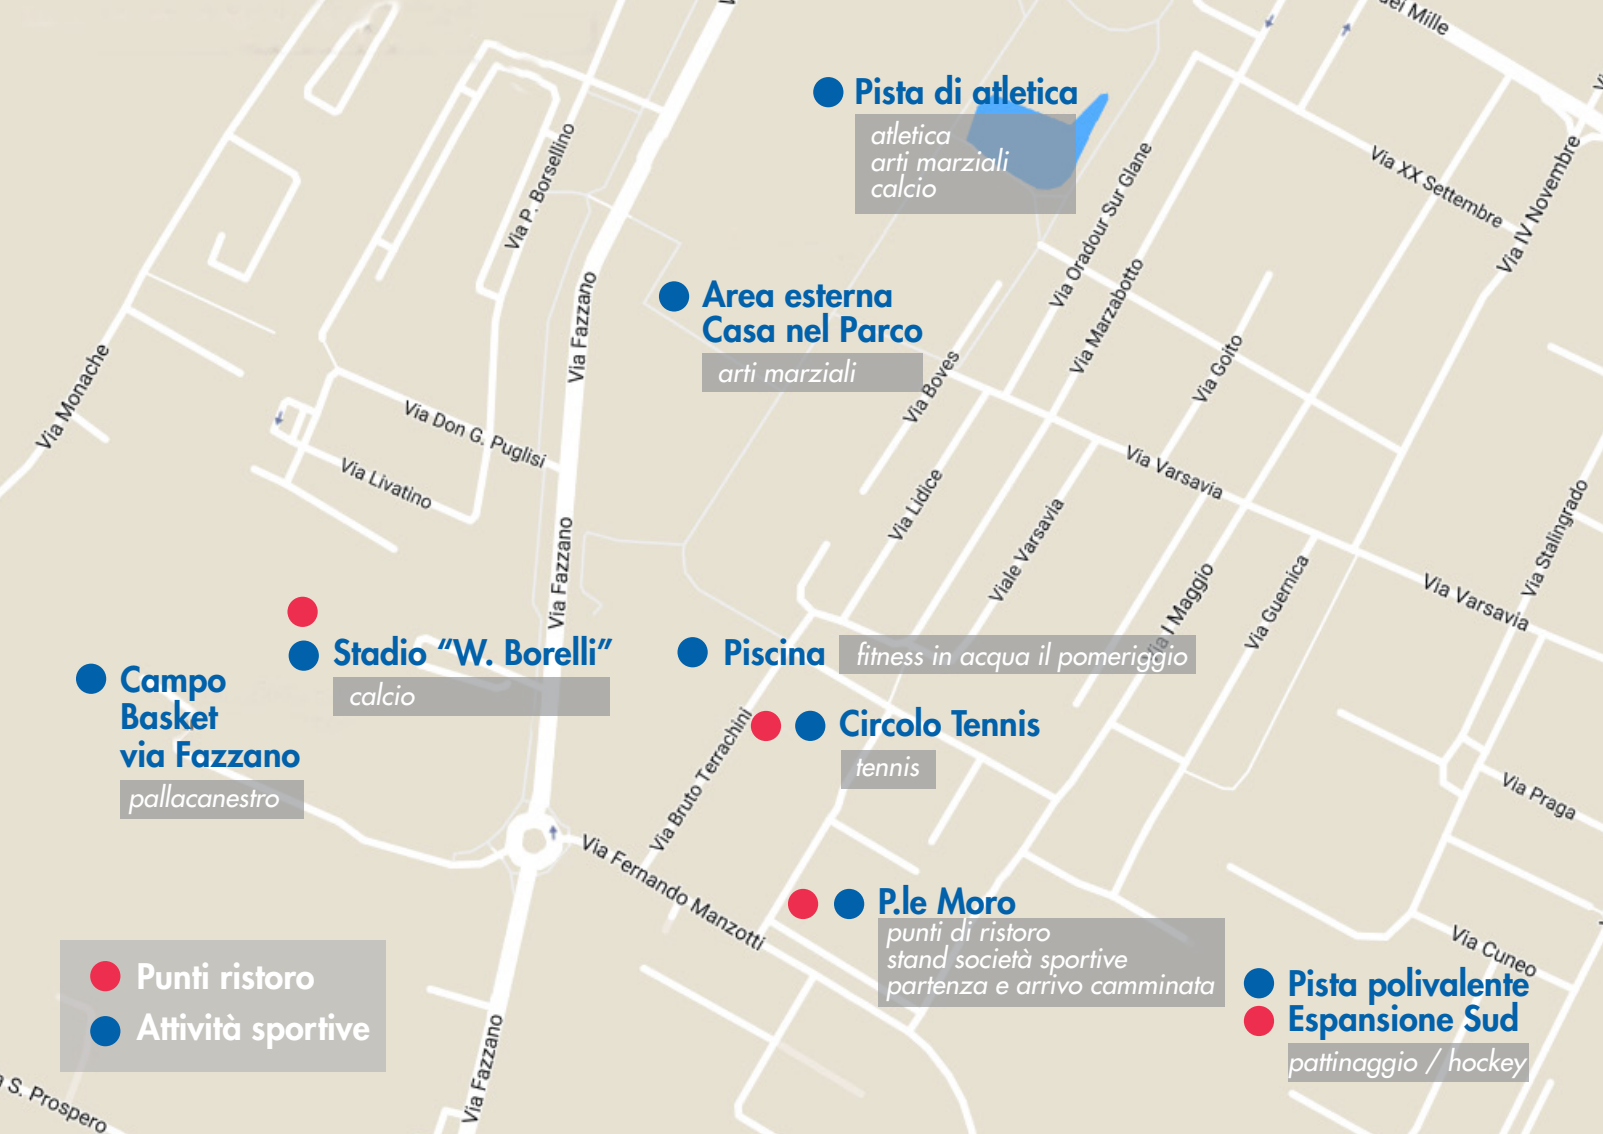 dei Mille
Pista di atletica
atletica
arti marziali
calcio
Via P. Borsellino
Via Oradour Sur Glane
Via XX Settembre
Via IV Novembre
Via Marzabotto
Via Fazzano
Area esterna
Casa nel Parco
arti marziali
Via Monache
Via Boves
Via Goito
Via Don G. Puglisi
Via Livatino
Via Varsavia
Via Lidice
Viale Varsavia
Via Stalingrado
Via Fazzano
Via I Maggio
Via Guernica
Via Varsavia
Stadio “W. Borelli”
calcio
Piscina
fitness in acqua il pomeriggio
Campo
Basket
via Fazzano
pallacanestro
Via Bruto Terrachini
Circolo Tennis
tennis
Via Praga
Via Fernando Manzotti
P.le Moro
punti di ristoro
stand società sportive
partenza e arrivo camminata
Via Cuneo
Pista polivalente
Espansione Sud
pattinaggio / hockey
Punti ristoro
Attività sportive
Via Fazzano
S. Prospero